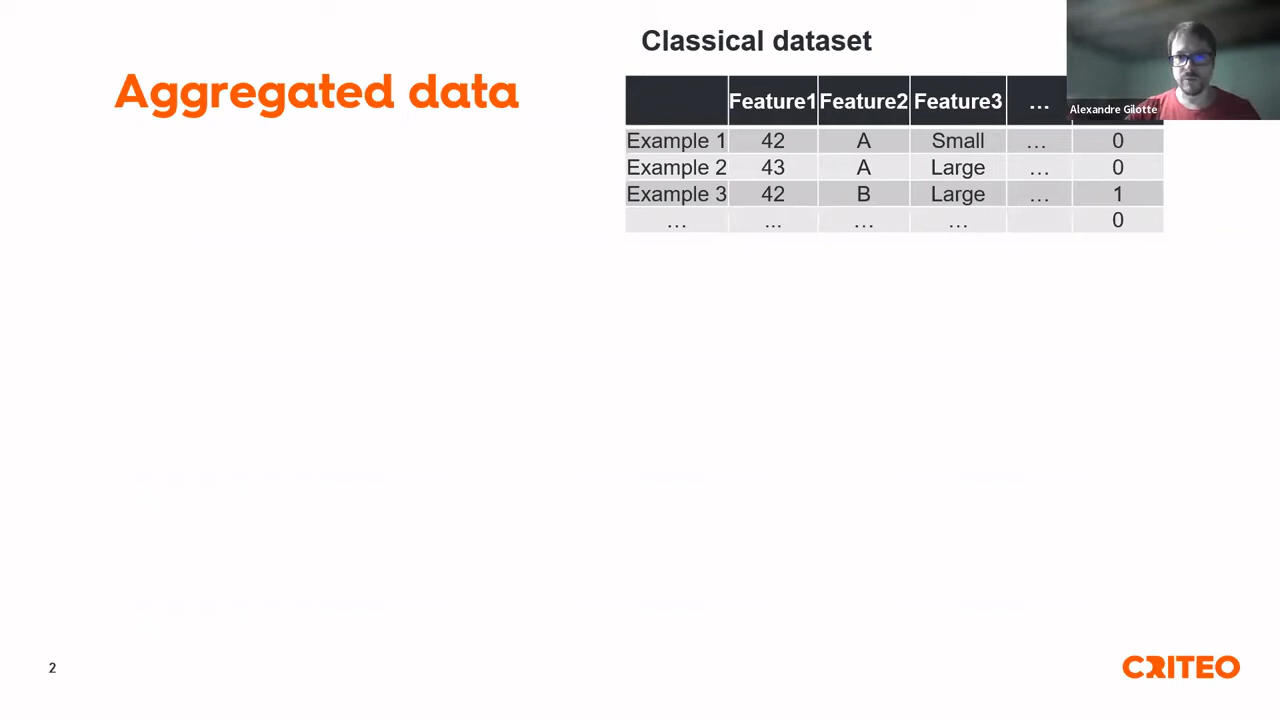 Classical dataset
Aggregated data
Feature1 Feature2 Feature3 …
Alexandre Gilotte
Example 1 42 A Small … 0
Example 2 43 A Large … 0
Example 3 42 B Large … 1
… ... … … 0
2
CRITEO